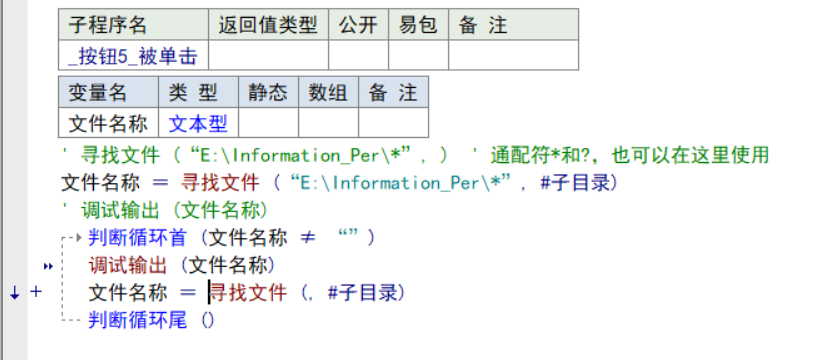 子程序名 返回值类型 公开 易包 备 注
_按钮5_被单击
变量名 类 型 静态 数组 备 注
文件名称 文本型
' 寻找文件 (“E:\Information_Per\*”, ) ' 通配符*和?, 也可以在这里使用
文件名称 = 寻找文件 (“E:\Information_Per\*”, #子目录)
' 调试输出 (文件名称)
判断循环首 (文件名称 ≠ “”)
调试输出 (文件名称)
文件名称 = 寻找文件 (, #子目录)
判断循环尾 ()